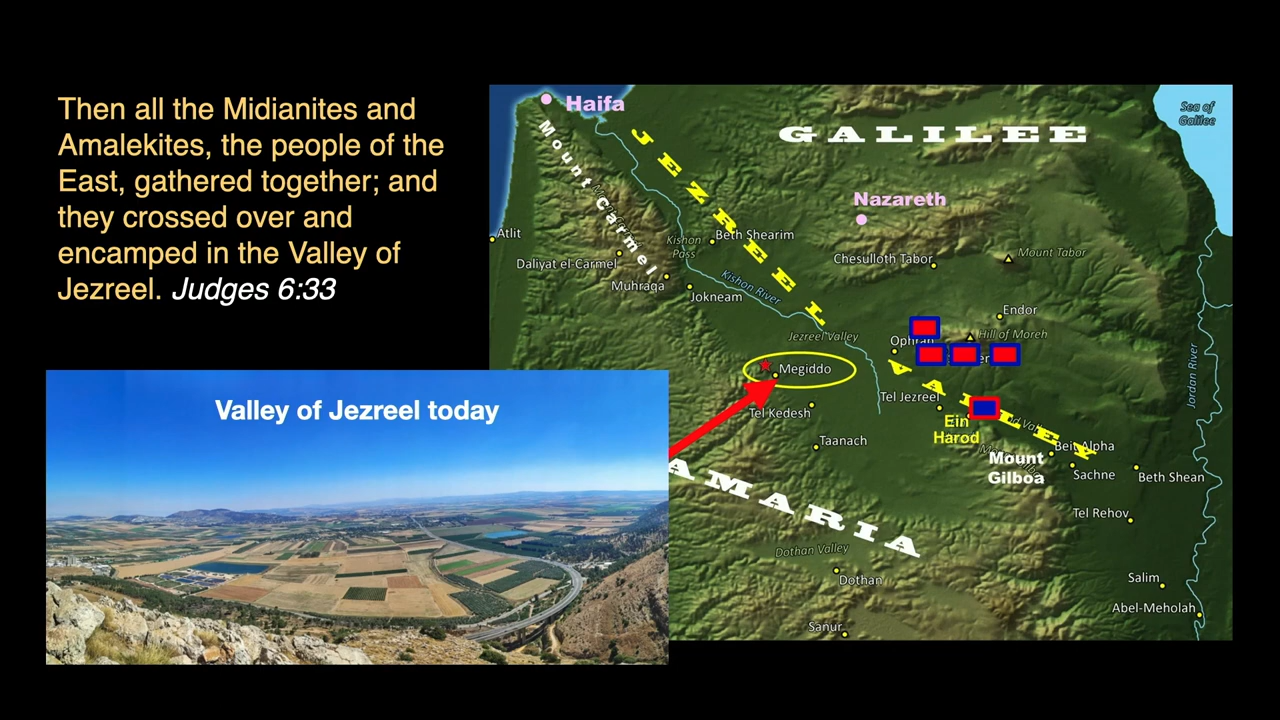 Then all the Midianites and
Amalekites, the people of the
East, gathered together; and
they crossed over and
encamped in the Valley of
Jezreel. Judges 6:33
Valley of Jezreel today
Haifa
Mount Carmel
JEZREEL
VALLEY
GALILEE
Sea of
Galilee
Nazareth
Atlit
Daliyat el-Carmel
Muhraqa
Kishon
Pass
Beth Shearim
Jokneam
Kishon River
Chesulloth Tabor
Mount Tabor
Endor
Hill of Moreh
Jezreel Valley
Megiddo
Tel Kedesh
Taanach
Tel Jezreel
Ein
Harod
Mount
Gilboa
Beit Alpha
Sachne
Beth Shean
Tel Rehov
Jordan River
AMARIA
Dothan Valley
Dothan
Sanur
Salim
Abel-Meholah